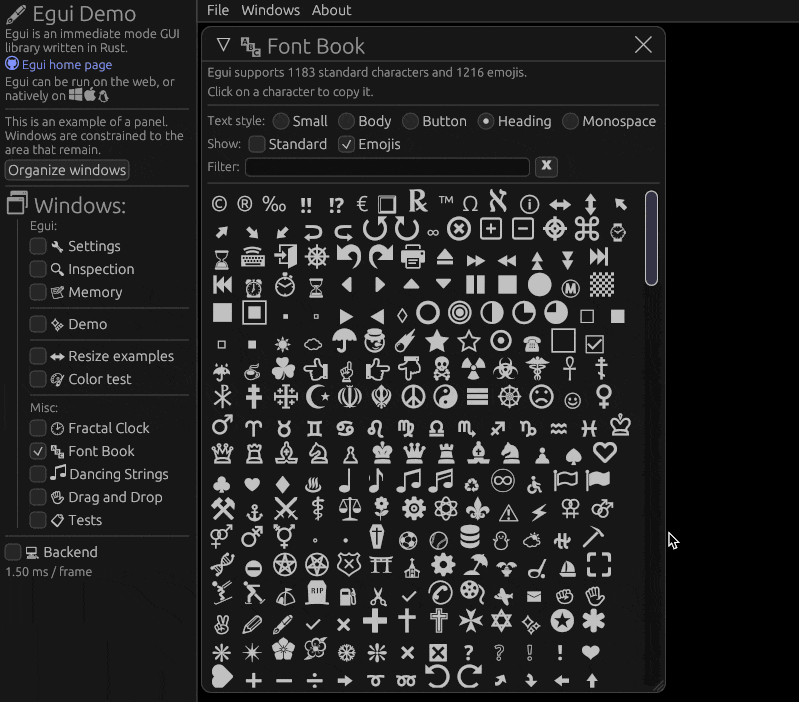 Egui Demo
Egui is an immediate mode GUI
library written in Rust.
Egui home page
Egui can be run on the web, or
natively on
This is an example of a panel.
Windows are constrained to the
area that remain.
Organize windows
Windows:
Egui:
Settings
Inspection
Memory
Demo
Resize examples
Color test
Misc:
Fractal Clock
Font Book
Dancing Strings
Drag and Drop
Tests
Backend
1.50 ms / frame
File Windows About
Font Book
Egui supports 1183 standard characters and 1216 emojis.
Click on a character to copy it.
Text style: Small Body Button Heading Monospace
Show: Standard Emojis
Filter: